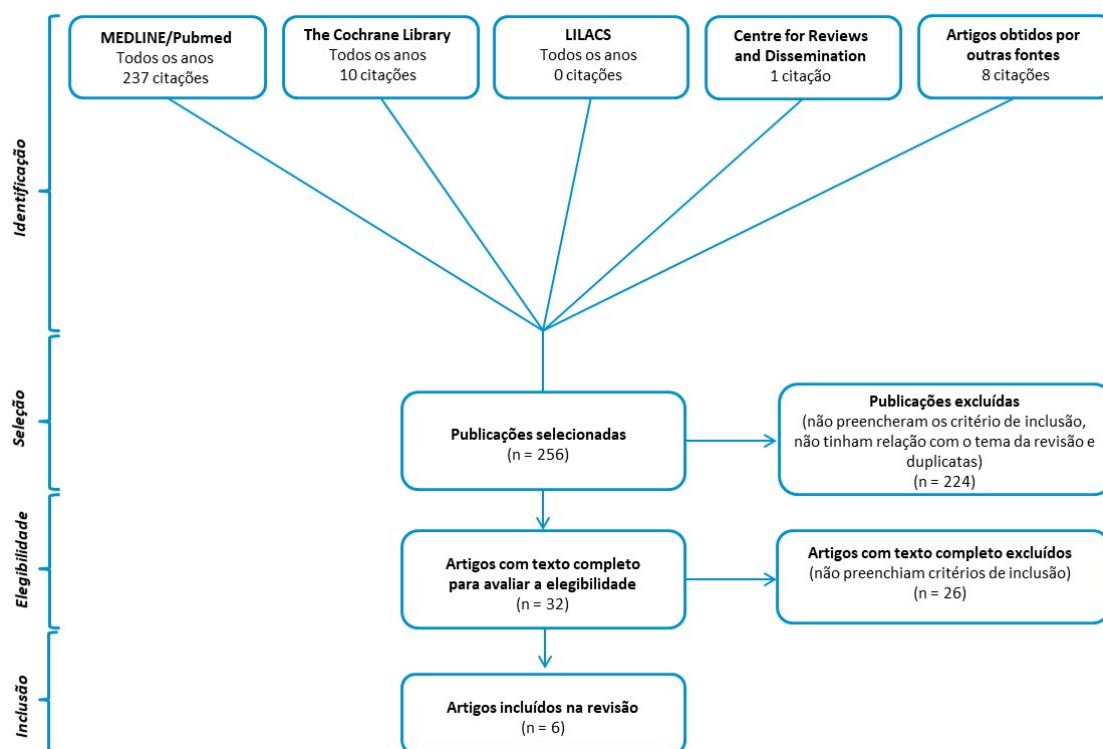 MEDLINE/Pubmed
Todos os anos
237 citações
The Cochrane Library
Todos os anos
10 citações
LILACS
Todos os anos
0 citações
Centre for Reviews
and Dissemination
1 citação
Artigos obtidos por
outras fontes
8 citações
Identificação
Seleção
Publicações selecionadas
(n = 256)
Publicações excluídas
(não preencheram os critério de inclusão,
não tinham relação com o tema da revisão e
duplicatas)
(n = 224)
Elegibilidade
Artigos com texto completo
para avaliar a elegibilidade
(n = 32)
Artigos com texto completo excluídos
(não preenchiam critérios de inclusão)
(n = 26)
Inclusão
Artigos incluídos na revisão
(n = 6)